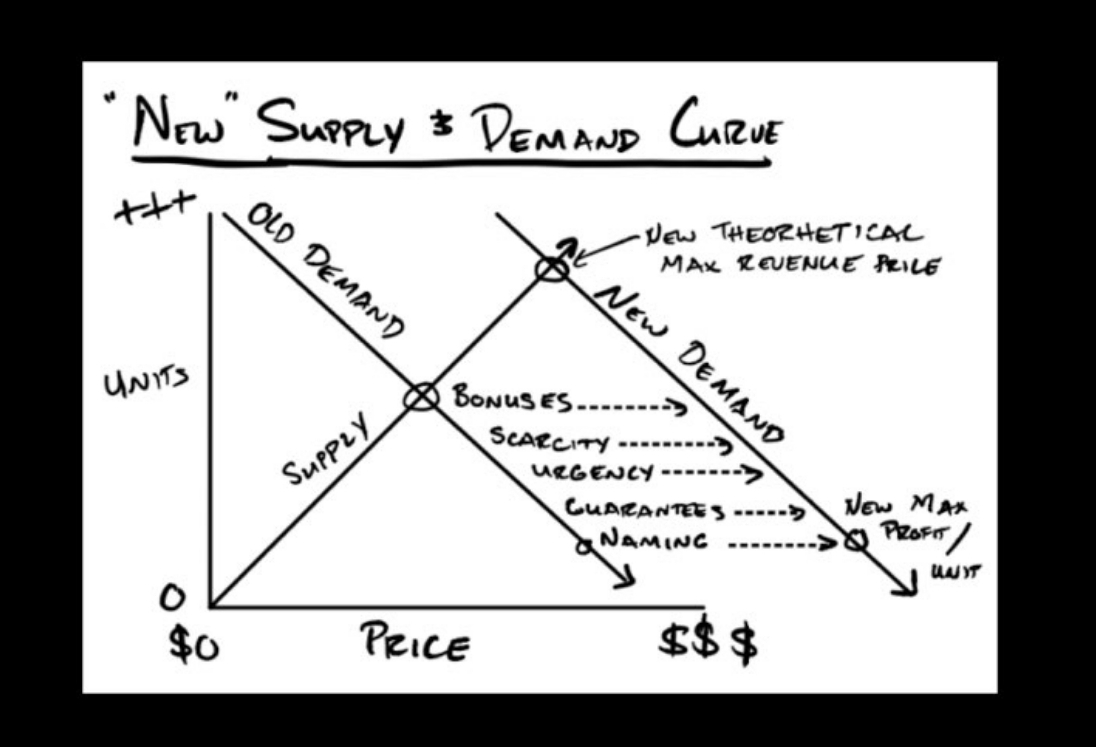 "NEW" SUPPLY & DEMAND CURVE
+++
OLD DEMAND
NEW THEORHETICAL
MAX REVENUE PRICE
NEW DEMAND
UNITS
SUPPLY
BONUSES
SCARCITY
URGENCY
GUARANTEES
NAMING
NEW MAX
PROFIT/
UNIT
0
$0
PRICE
$$$